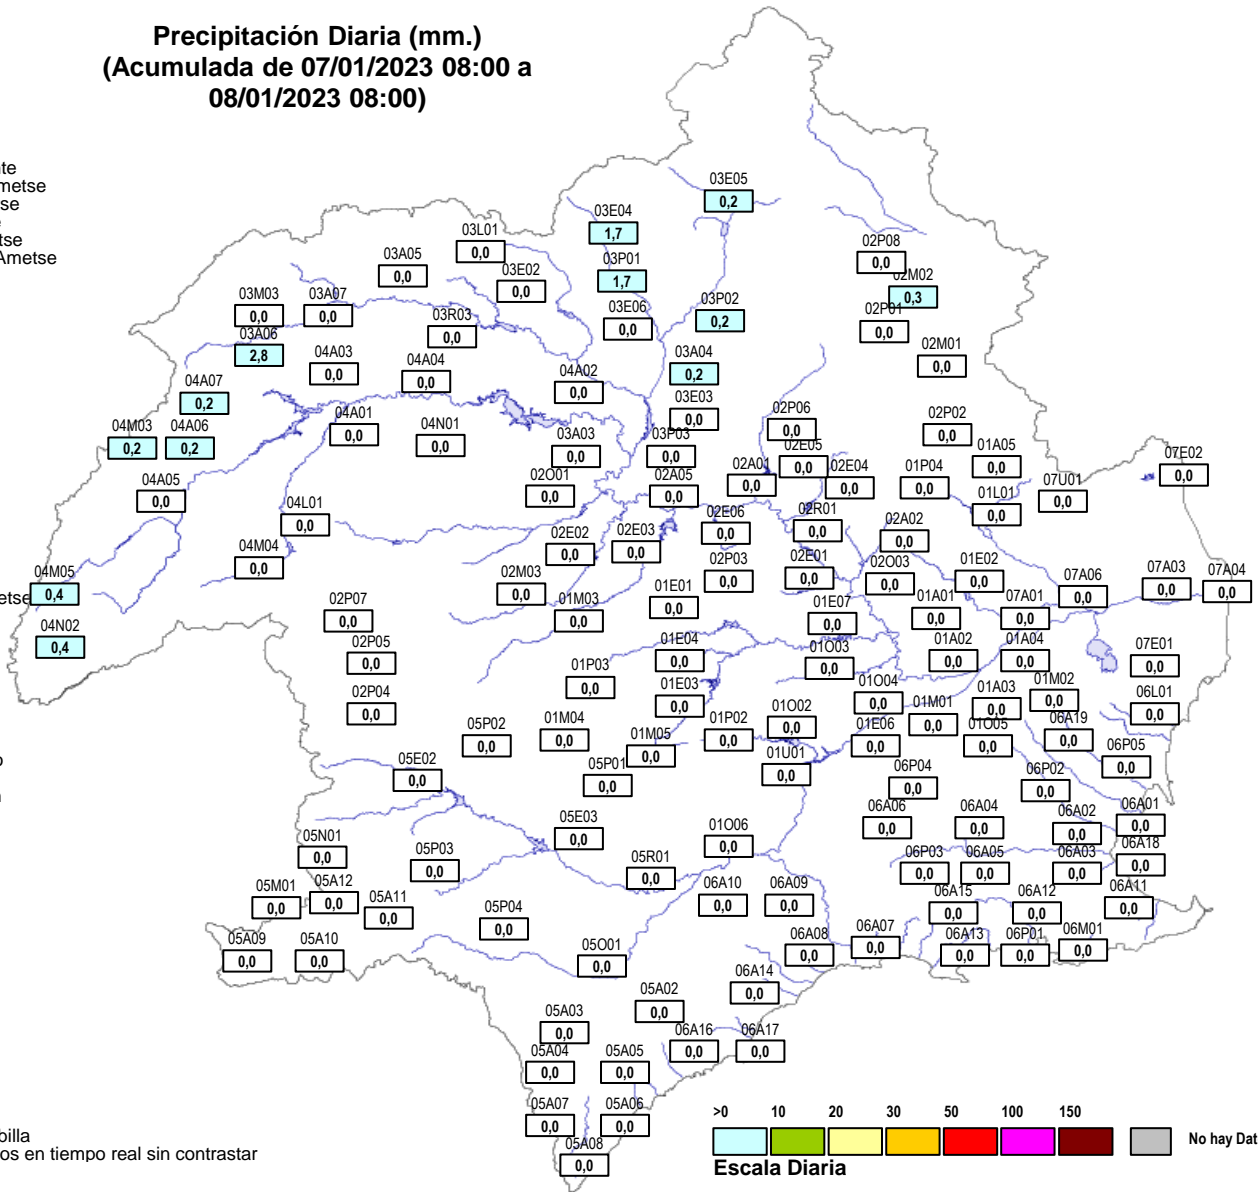 Precipitación Diaria (mm.)
(Acumulada de 07/01/2023 08:00 a
08/01/2023 08:00)
nte
metse
tse
e
tse
Ametse
03E05
0,2
03E04
1,7
03L01
0,0
02P08
0,0
03A05
0,0
03E02
0,0
03P01
1,7
02M02
0,3
03M03
0,0
03A07
0,0
03R03
0,0
03E06
0,0
03P02
0,2
02P01
0,0
03A06
2,8
04A03
0,0
04A04
0,0
04A02
0,0
03A04
0,2
02M01
0,0
04A07
0,2
03E03
0,0
04M03
0,2
04A06
0,2
04A01
0,0
04N01
0,0
03A03
0,0
03P03
0,0
02P06
0,0
02P02
0,0
02E05
0,0
01A05
0,0
07E02
0,0
04A05
0,0
02O01
0,0
02A05
0,0
02A01
0,0
02E04
0,0
01P04
0,0
07U01
0,0
01L01
0,0
04L01
0,0
02E06
0,0
02R01
0,0
02A02
0,0
04M04
0,0
02E02
0,0
02E03
0,0
04M05
0,4
etse
02M03
0,0
02P03
0,0
02E01
0,0
02O03
0,0
01E02
0,0
07A06
0,0
07A03
0,0
07A04
0,0
02P07
0,0
01M03
0,0
01E01
0,0
01E07
0,0
01A01
0,0
07A01
0,0
04N02
0,4
02P05
0,0
01E04
0,0
01O03
0,0
01A02
0,0
01A04
0,0
07E01
0,0
01P03
0,0
01E03
0,0
01O04
0,0
01A03
0,0
01M02
0,0
06L01
0,0
02P04
0,0
05P02
0,0
01M04
0,0
01M05
0,0
01P02
0,0
01O02
0,0
01E06
0,0
01M01
0,0
01O05
0,0
06A19
0,0
06P05
0,0
o
05E02
0,0
05P01
0,0
01U01
0,0
06P04
0,0
06P02
0,0
05E03
0,0
01O06
0,0
06A06
0,0
06A04
0,0
06A02
0,0
06A01
0,0
05N01
0,0
05P03
0,0
05R01
0,0
06P03
0,0
06A05
0,0
06A03
0,0
06A18
0,0
05M01
0,0
05A12
0,0
05A11
0,0
06A10
0,0
06A09
0,0
06A15
0,0
06A12
0,0
06A11
0,0
05P04
0,0
05A09
0,0
05A10
0,0
05O01
0,0
06A08
0,0
06A07
0,0
06A13
0,0
06P01
0,0
06M01
0,0
06A14
0,0
05A02
0,0
05A03
0,0
06A16
0,0
06A17
0,0
05A04
0,0
05A05
0,0
05A07
0,0
05A06
0,0
05A08
0,0
billa
os en tiempo real sin contrastar
>0 10 20 30 50 100 150
No hay Dat
Escala Diaria